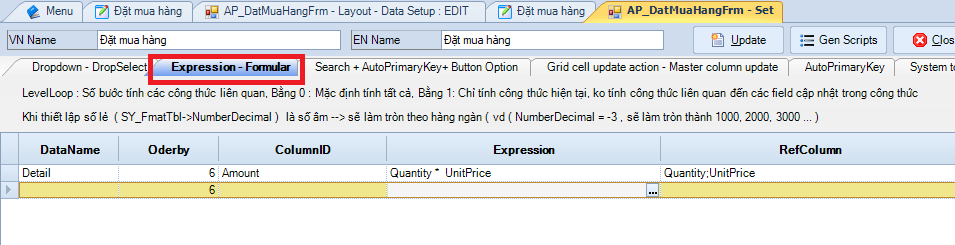 Menu Đặt mua hàng AP_DatMuaHangFrm - Layout - Data Setup : EDIT Đặt mua hàng AP_DatMuaHangFrm - Set
VN Name Đặt mua hàng EN Name Đặt mua hàng Update Gen Scripts Clos
Dropdown - DropSelect Expression - Formular Search + AutoPrimaryKey+ Button Option Grid cell update action - Master column update AutoPrimaryKey System to
LevelLoop : Số bước tính các công thức liên quan, Bằng 0 : Mặc định tính tất cả, Bằng 1: Chỉ tính công thức hiện tại, ko tính công thức liên quan đến các field cập nhật trong công thức
Khi thiết lập số lẻ ( SY_FmatTbl->NumberDecimal ) là số âm --> sẽ làm tròn theo hàng ngàn ( vd ( NumberDecimal = -3 , sẽ làm tròn thành 1000, 2000, 3000 ... )
DataName Oderby ColumnID Expression RefColumn
Detail 6 Amount Quantity * UnitPrice Quantity;UnitPrice
6 ...